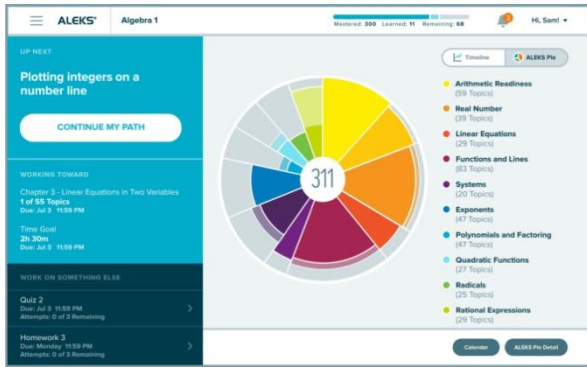 ALEKS®
Algebra 1
Mastered: 300 Learned: 11 Remaining: 68
3
Hi, Sam!
UP NEXT
Plotting integers on a
number line
CONTINUE MY PATH
WORKING TOWARD
Chapter 3 - Linear Equations in Two Variables
1 of 55 Topics
Due: Jul 3 11:59 PM
Time Goal
2h 30m
Due: Jul 3 11:59 PM
WORK ON SOMETHING ELSE
Quiz 2
Due: Jul 3 11:59 PM
Attempts: 0 of 3 Remaining
Homework 3
Due: Monday 11:59 PM
Attempts: 0 of 3 Remaining
311
Timeline
ALEKS Pie
Arithmetic Readiness
(59 Topics)
Real Number
(39 Topics)
Linear Equations
(29 Topics)
Functions and Lines
(83 Topics)
Systems
(20 Topics)
Exponents
(47 Topics)
Polynomials and Factoring
(47 Topics)
Quadratic Functions
(27 Topics)
Radicals
(25 Topics)
Rational Expressions
(29 Topics)
Calendar
ALEKS Pie Detail